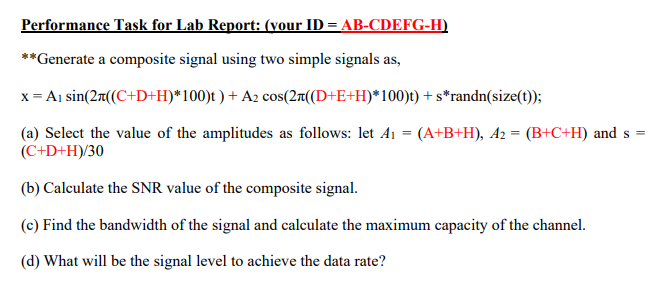 Performance Task for Lab Report: (your ID = AB-CDEFG-H)
**Generate a composite signal using two simple signals as,
x = A₁ sin(2π((C+D+H)*100)t ) + A₂ cos(2π((D+E+H)*100)t) + s*randn(size(t));
(a) Select the value of the amplitudes as follows: let A₁ = (A+B+H), A₂ = (B+C+H) and s =
(C+D+H)/30
(b) Calculate the SNR value of the composite signal.
(c) Find the bandwidth of the signal and calculate the maximum capacity of the channel.
(d) What will be the signal level to achieve the data rate?